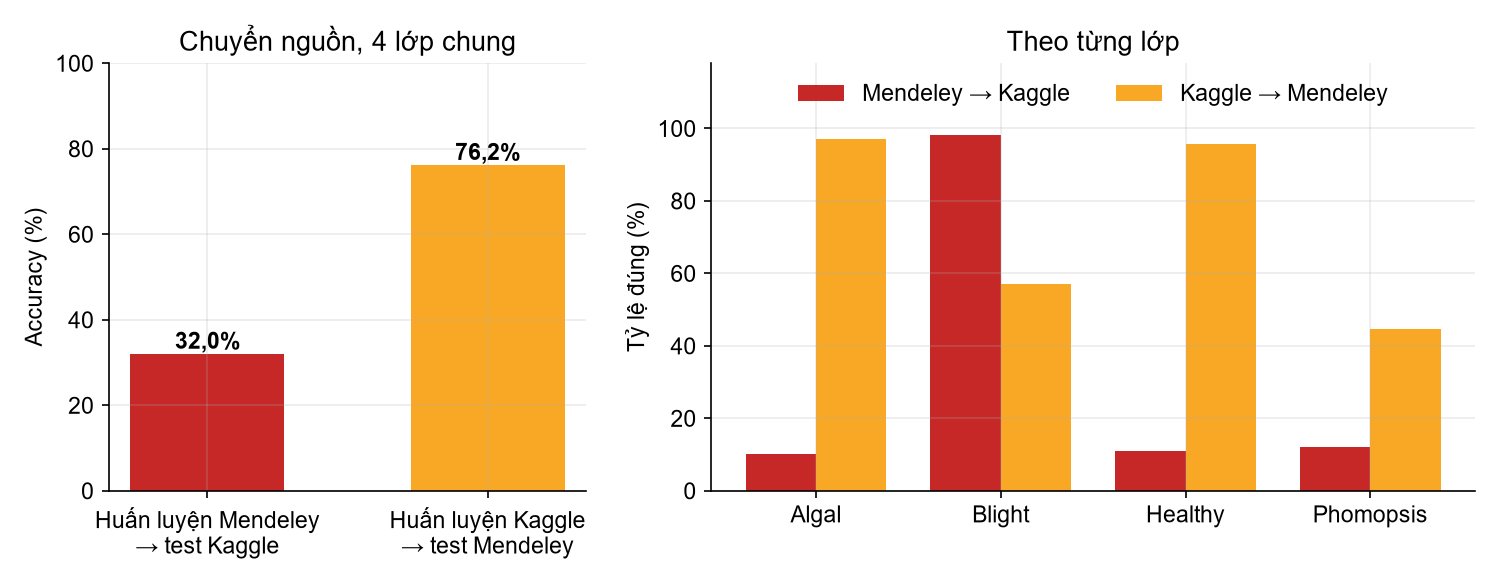 Chuyển nguồn, 4 lớp chung
Accuracy (%)
100
80
60
40
20
0
32,0%
76,2%
Huấn luyện Mendeley
→ test Kaggle
Huấn luyện Kaggle
→ test Mendeley
Theo từng lớp
Mendeley → Kaggle
Kaggle → Mendeley
Tỷ lệ đúng (%)
100
80
60
40
20
0
Algal
Blight
Healthy
Phomopsis